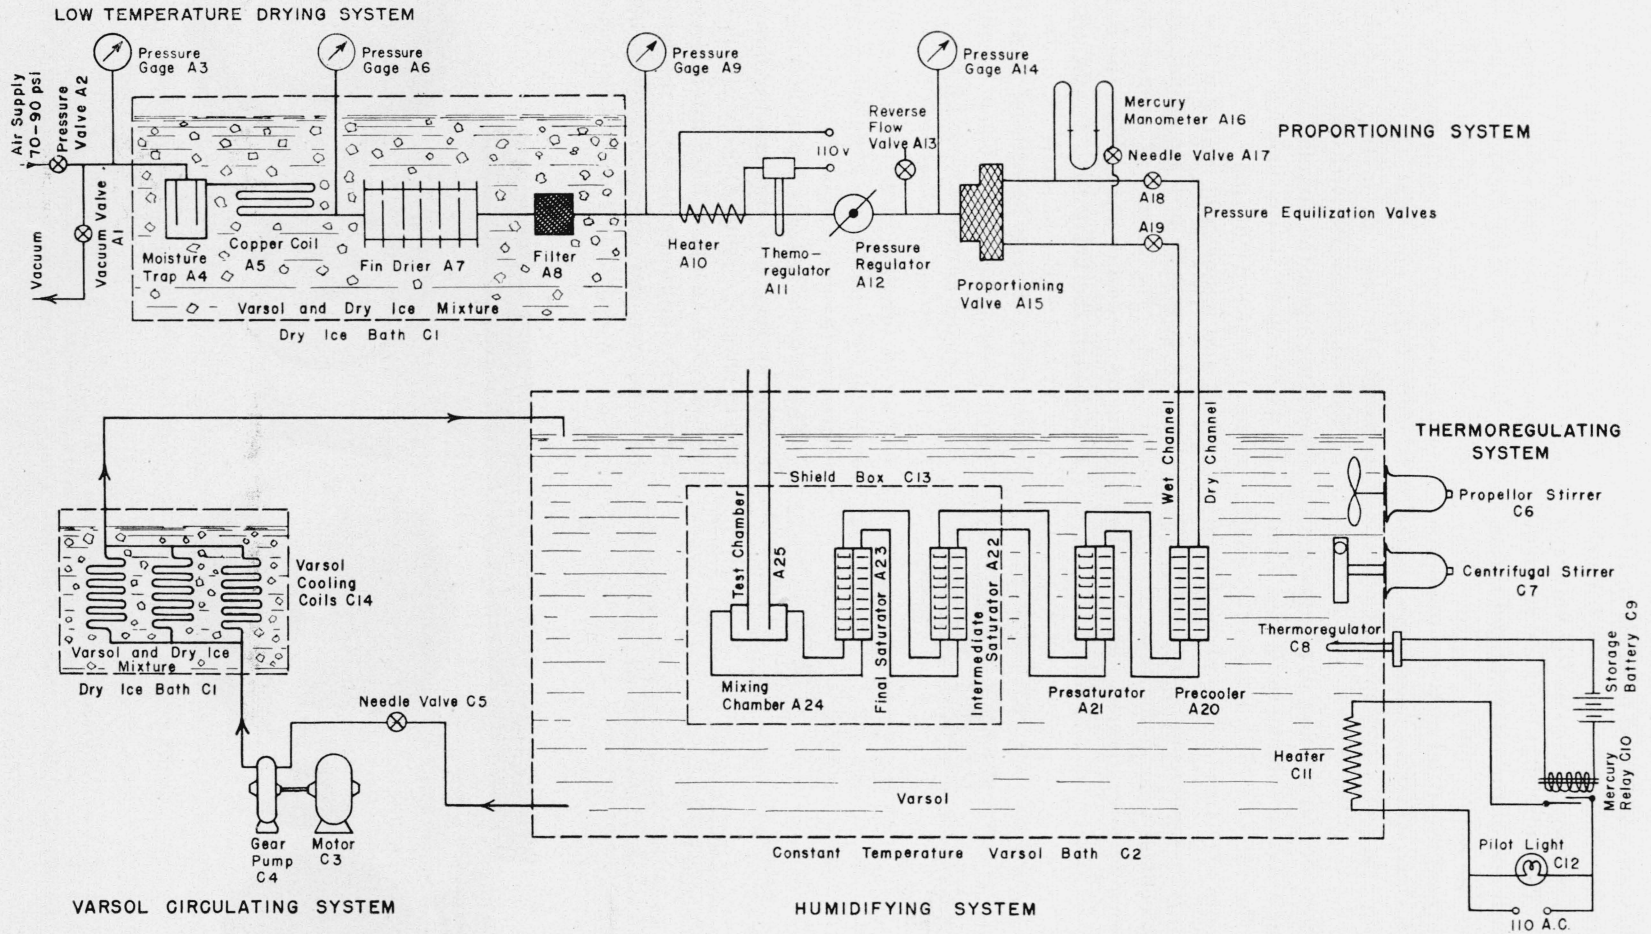 LOW TEMPERATURE DRYING SYSTEM
Pressure
Gage A3
Pressure
Gage A6
Pressure
Gage A9
Pressure
Gage A14
Air Supply
70-90 psi
Pressure
Valve A2
Vacuum
Vacuum Valve
A1
Moisture
Trap A4
Copper Coil
A5
Fin Drier A7
Filter
A8
Varsol and Dry Ice Mixture
Dry Ice Bath C1
110 v
Heater
A10
Themo-
regulator
A11
Reverse
Flow
Valve A13
Pressure
Regulator
A12
Proportioning
Valve A15
Mercury
Manometer A16
Needle Valve A17
A18
A19
Pressure Equilization Valves
PROPORTIONING SYSTEM
Wet Channel
Dry Channel
THERMOREGULATING
SYSTEM
Propellor Stirrer
C6
Centrifugal Stirrer
C7
Thermoregulator
C8
Storage
Battery C9
Mercury
Relay C10
Heater
C11
Pilot Light
C12
110 A.C.
Shield Box C13
Test Chamber
A25
Final Saturator A23
Intermediate
Saturator A22
Mixing
Chamber A24
Presaturator
A21
Precooler
A20
Varsol
Constant Temperature Varsol Bath C2
HUMIDIFYING SYSTEM
Varsol
Cooling
Coils C14
Varsol and Dry Ice
Mixture
Dry Ice Bath C1
Needle Valve C5
Gear
Pump
C4
Motor
C3
VARSOL CIRCULATING SYSTEM